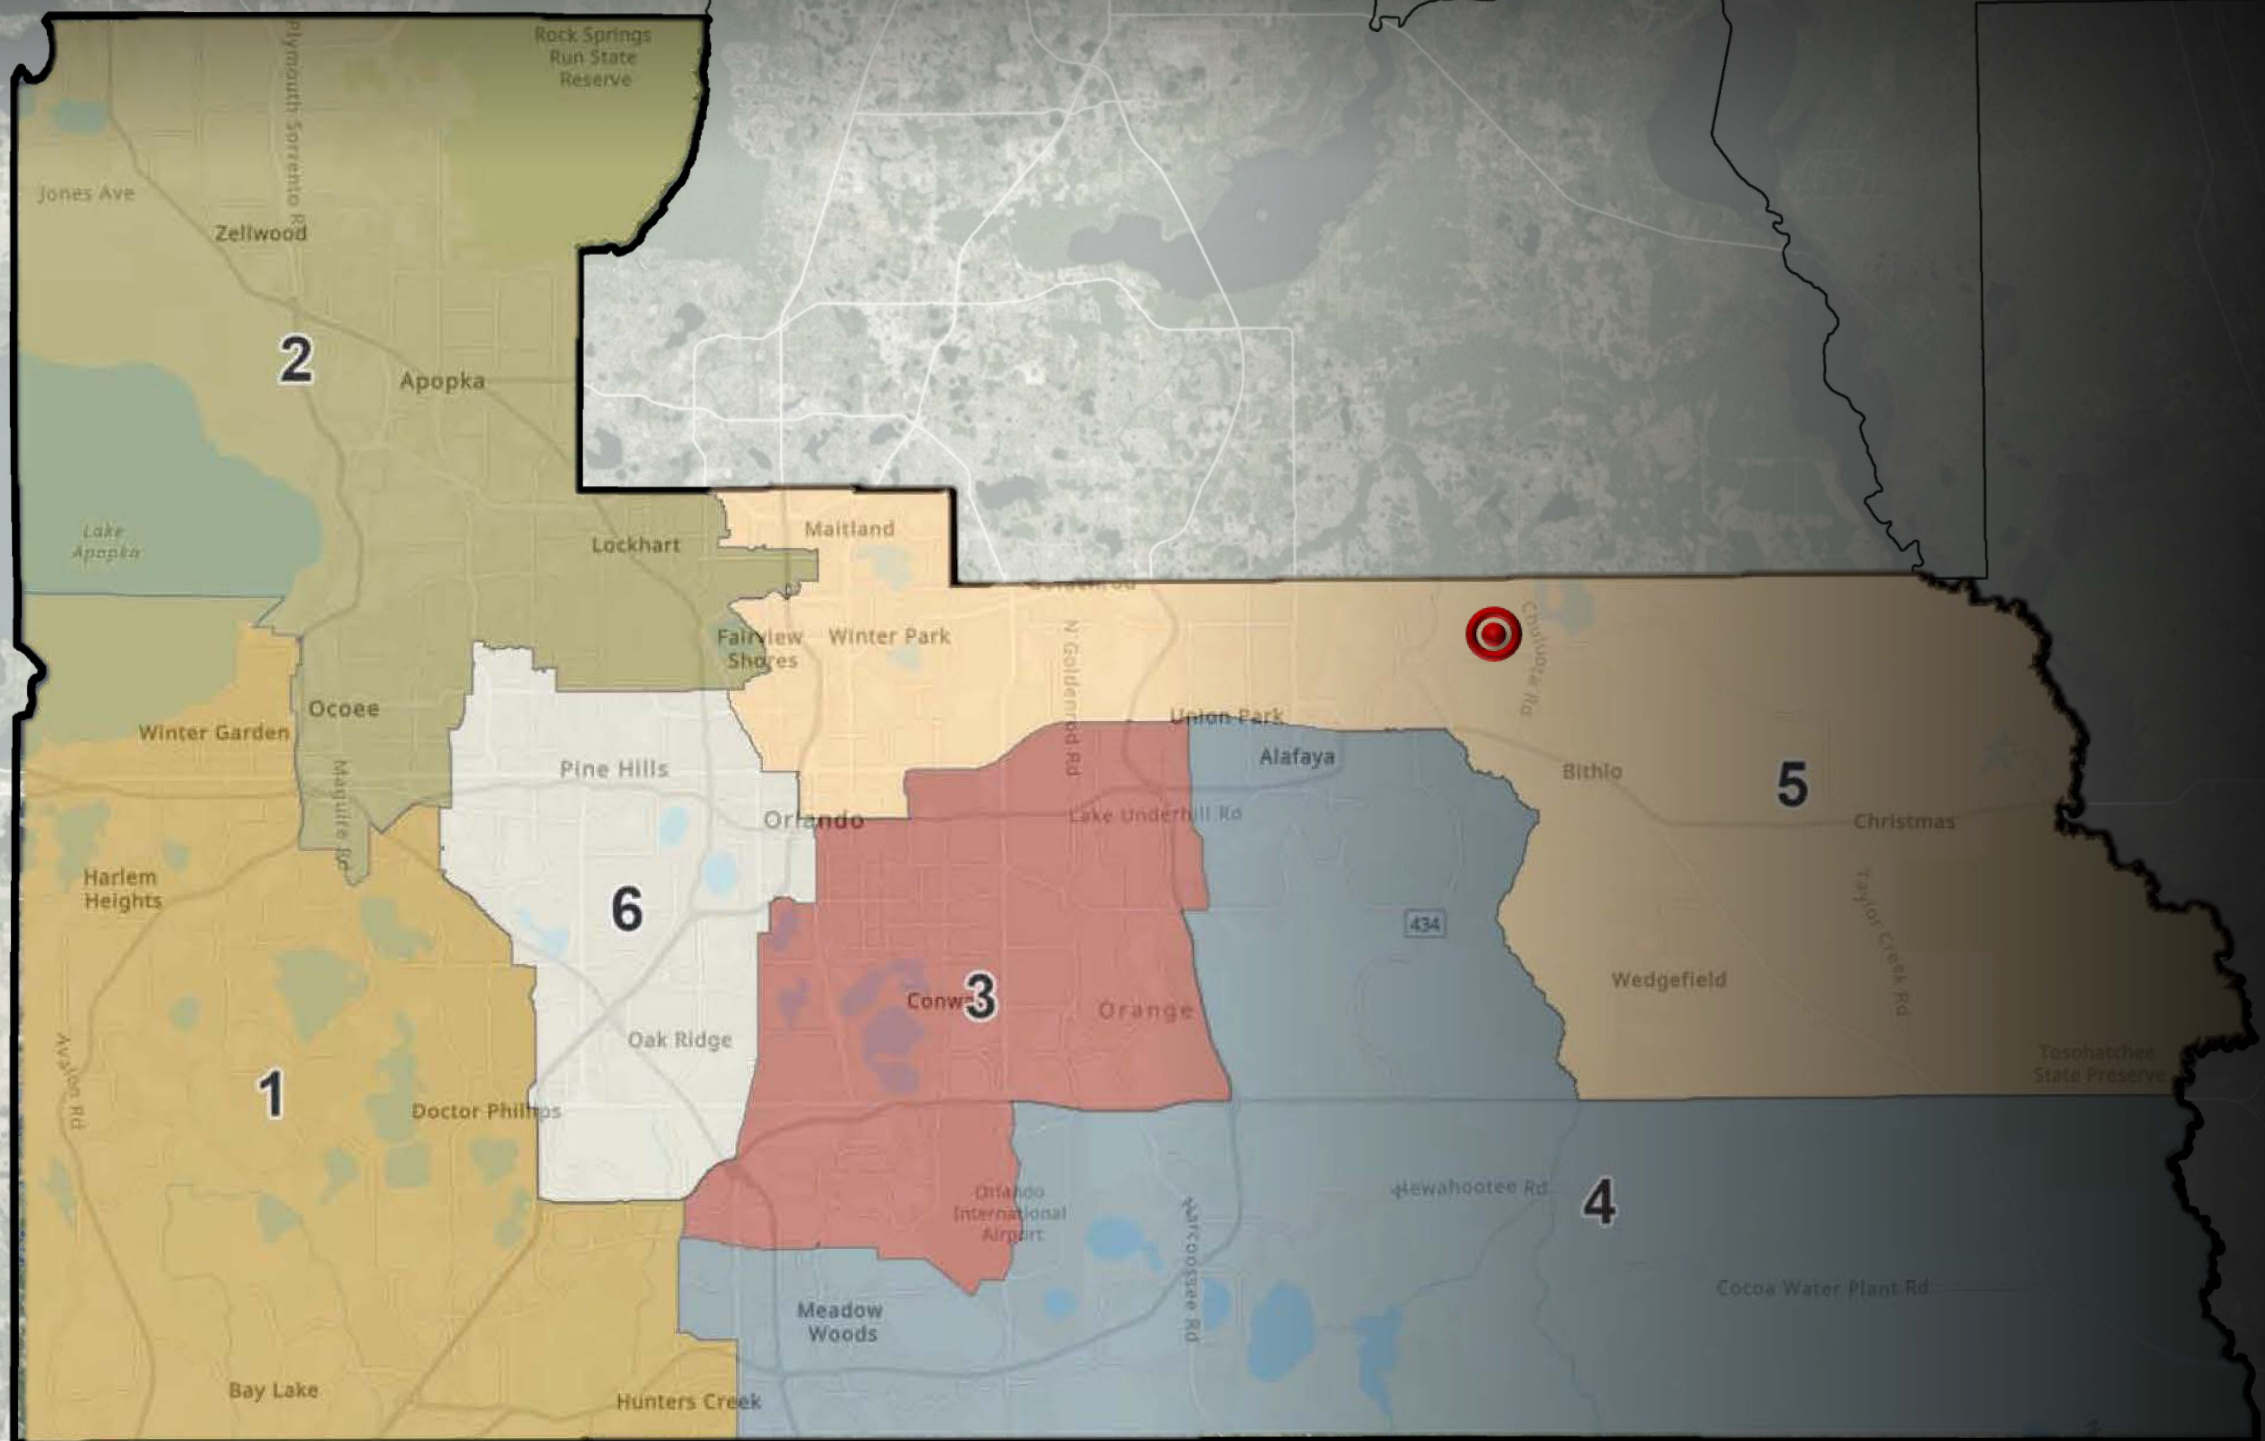 Rock Springs
Run State
Reserve
Plymouth Sorrento Rd
Jones Ave
Zellwood
2
Apopka
Lake
Apopka
Lockhart
Maitland
Goldenrod
Fairview
Shores
Winter Park
N Goldenrod Rd
Chuluota Rd
Ocoee
Winter Garden
Union Park
Alafaya
Pine Hills
Maguire Rd
Bithlo
5
Orlando
Lake Underhill Rd
Christmas
Harlem
Heights
6
434
Taylor Creek Rd
Wedgefield
Conwa
3
Orange
Oak Ridge
Avalon Rd
1
Tosohatchee
State Preserve
Doctor Phillips
Orlando
International
Airport
Narcoossee Rd
Wewahootee Rd
4
Cocoa Water Plant Rd
Meadow
Woods
Bay Lake
Hunters Creek